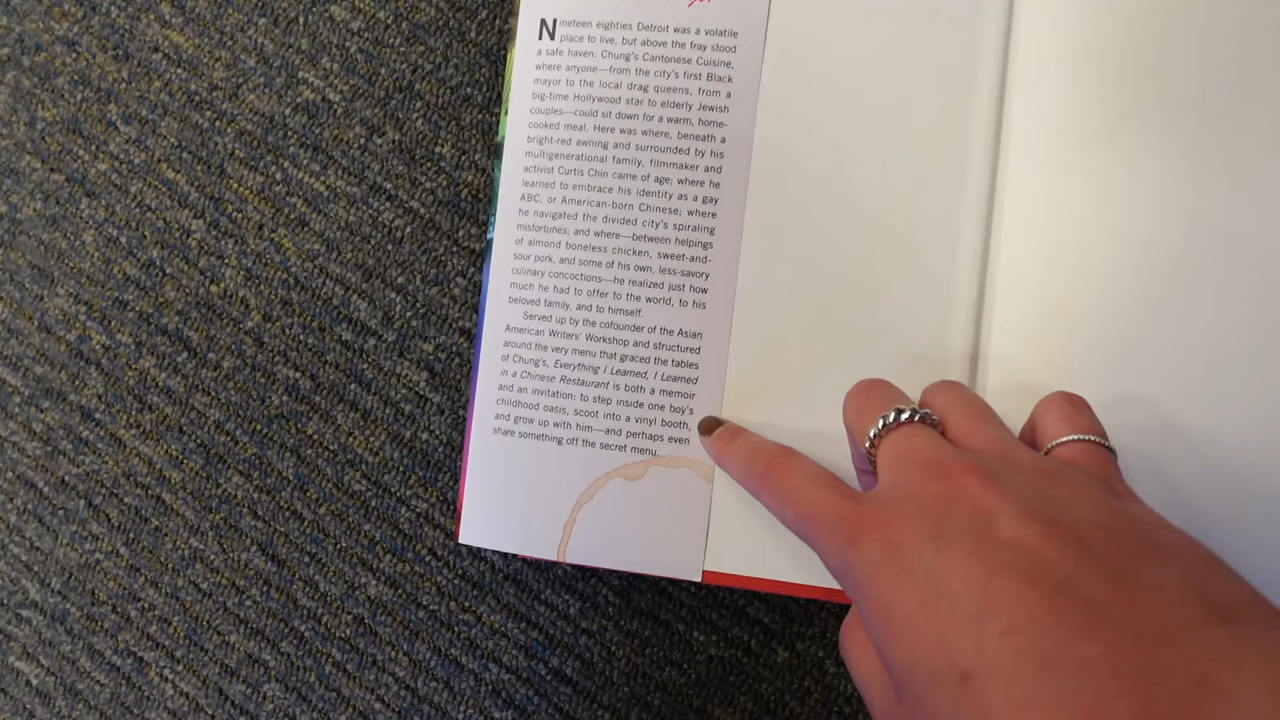 Nineteen eighties Detroit was a volatile
place to live, but above the fray stood
a safe haven: Chung's Cantonese Cuisine,
where anyone—from the city's first Black
mayor to the local drag queens, from a
big-time Hollywood star to elderly Jewish
couples—could sit down for a warm, home-
cooked meal. Here was where, beneath a
bright-red awning and surrounded by his
multigenerational family, filmmaker and
activist Curtis Chin came of age; where he
learned to embrace his identity as a gay
ABC, or American-born Chinese; where
he navigated the divided city's spiraling
misfortunes; and where—between helpings
of almond boneless chicken, sweet-and-
sour pork, and some of his own, less-savory
culinary concoctions—he realized just how
much he had to offer to the world, to his
beloved family, and to himself.
Served up by the cofounder of the Asian
American Writers' Workshop and structured
around the very menu that graced the tables
of Chung's, Everything I Learned, I Learned
in a Chinese Restaurant is both a memoir
and an invitation: to step inside one boy's
childhood oasis, scoot into a vinyl booth,
and grow up with him—and perhaps even
share something off the secret menu.